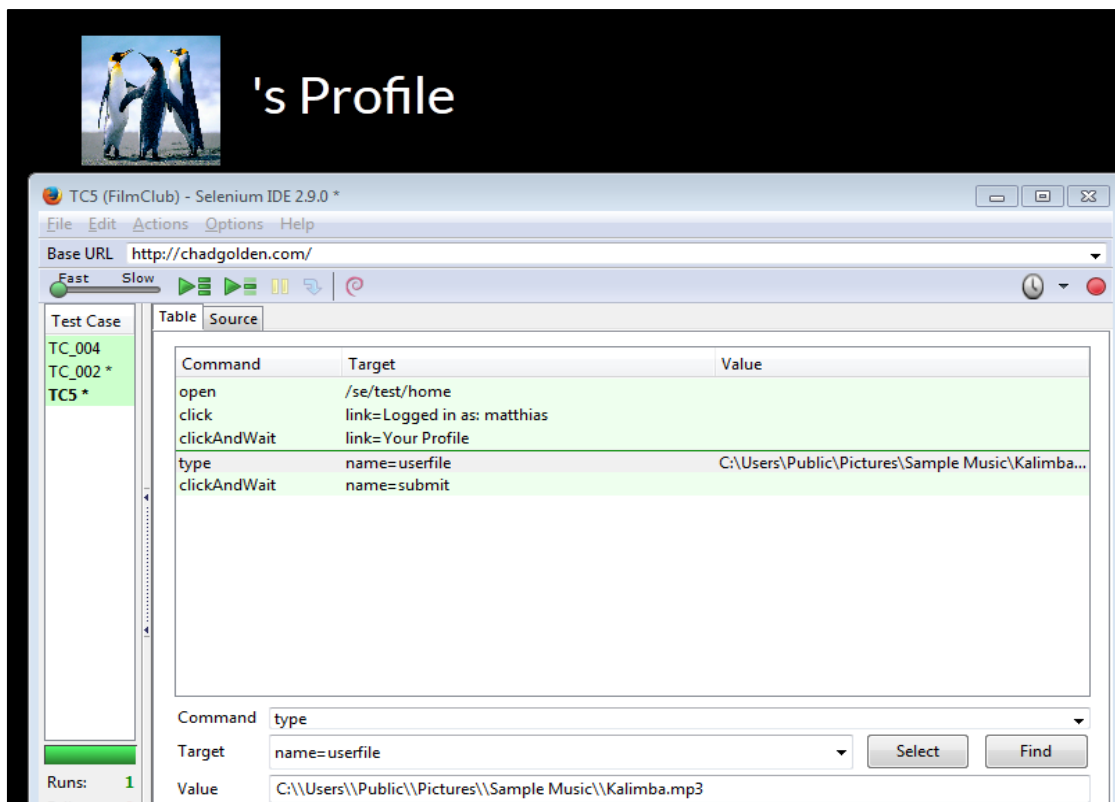 's Profile
TC5 (FilmClub) - Selenium IDE 2.9.0 *
File Edit Actions Options Help
Base URL http://chadgolden.com/
Fast Slow
Test Case
Table Source
TC_004
TC_002 *
TC5 *
Command Target Value
open /se/test/home
click link=Logged in as: matthias
clickAndWait link=Your Profile
type name=userfile C:\Users\Public\Pictures\Sample Music\Kalimba...
clickAndWait name=submit
Command type
Target name=userfile Select Find
Runs: 1
Value C:\\Users\\Public\\Pictures\\Sample Music\\Kalimba.mp3